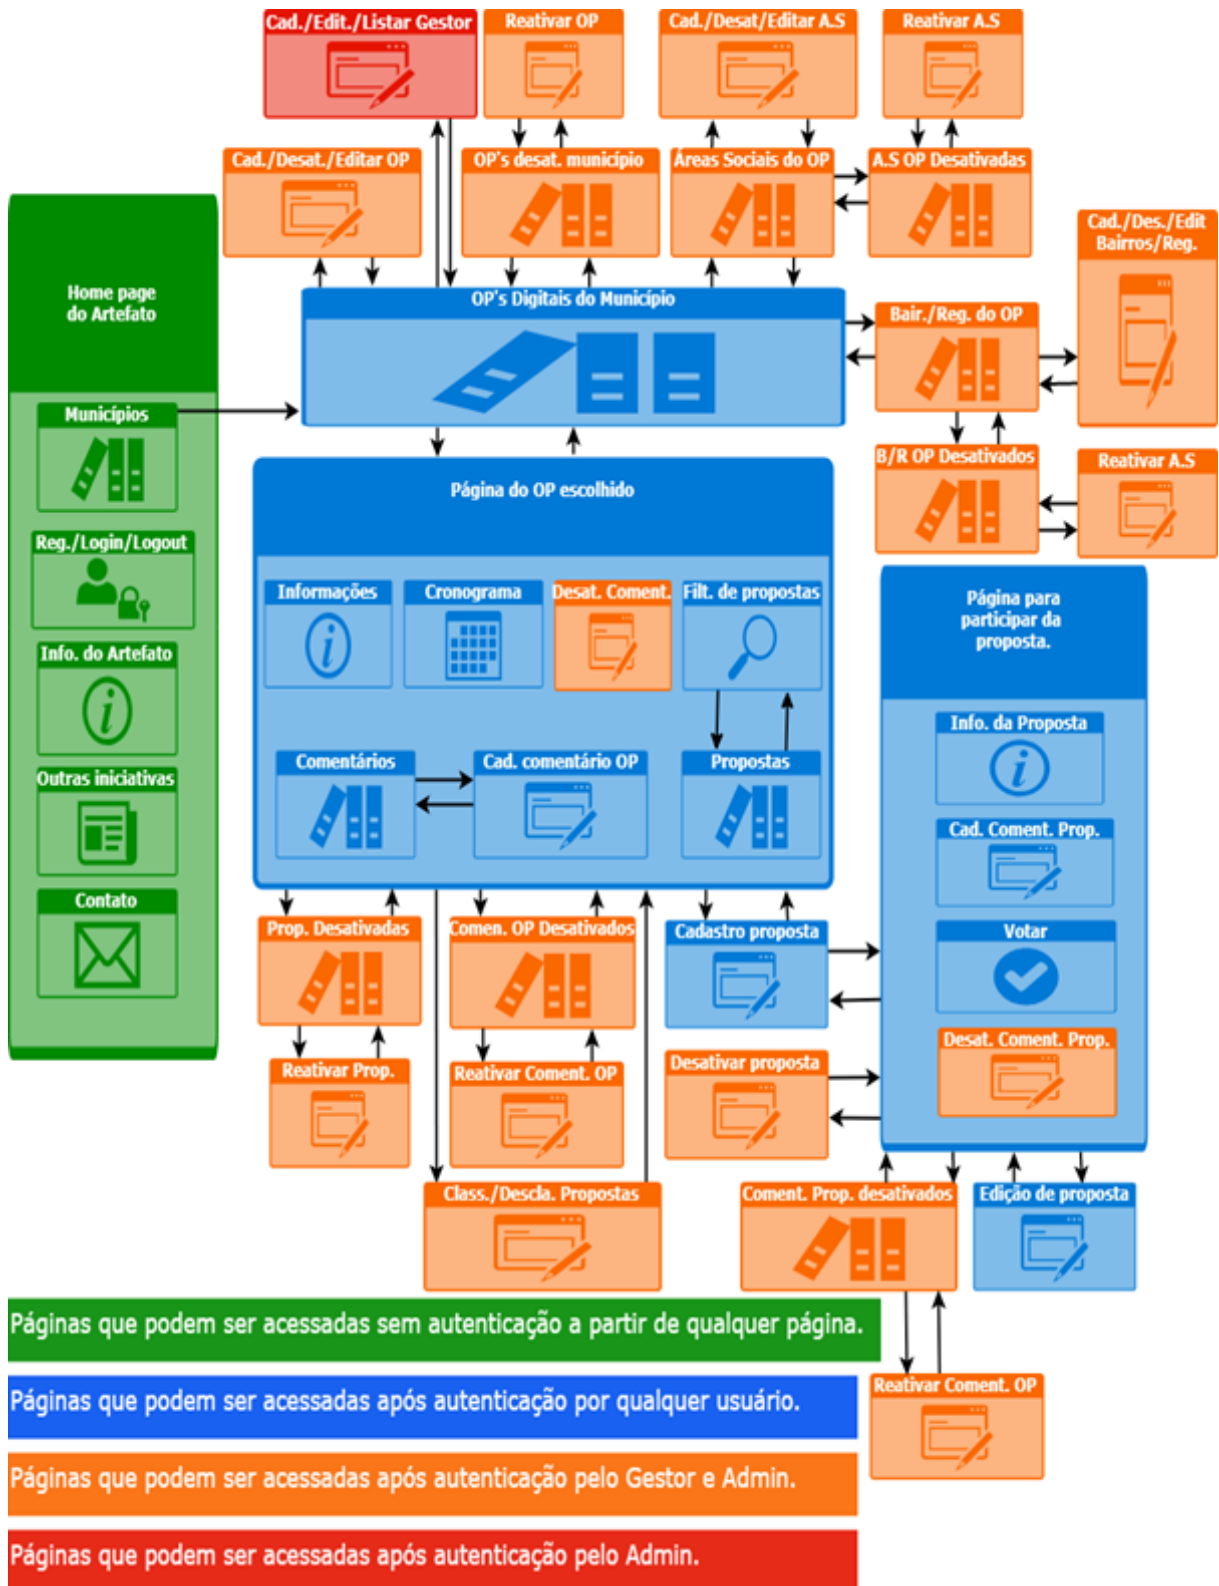 Cad./Edit./Listar Gestor
Reativar OP
Cad./Desat/Editar A.S
Reativar A.S
Cad./Desat./Editar OP
OP's desat. município
Áreas Sociais do OP
A.S OP Desativadas
Cad./Des./Edit
Bairros/Reg.
Home page
do Artefato
OP's Digitais do Município
Bair./Reg. do OP
Municípios
B/R OP Desativados
Reativar A.S
Página do OP escolhido
Reg./Login/Logout
Informações
Cronograma
Desat. Coment.
Filt. de propostas
Página para
participar da
proposta.
Info. do Artefato
Info. da Proposta
Outras iniciativas
Comentários
Cad. comentário OP
Propostas
Cad. Coment. Prop.
Contato
Prop. Desativadas
Comen. OP Desativados
Cadastro proposta
Votar
Desat. Coment. Prop.
Reativar Prop.
Reativar Coment. OP
Desativar proposta
Class./Descla. Propostas
Coment. Prop. desativados
Edição de proposta
Páginas que podem ser acessadas sem autenticação a partir de qualquer página.
Reativar Coment. OP
Páginas que podem ser acessadas após autenticação por qualquer usuário.
Páginas que podem ser acessadas após autenticação pelo Gestor e Admin.
Páginas que podem ser acessadas após autenticação pelo Admin.